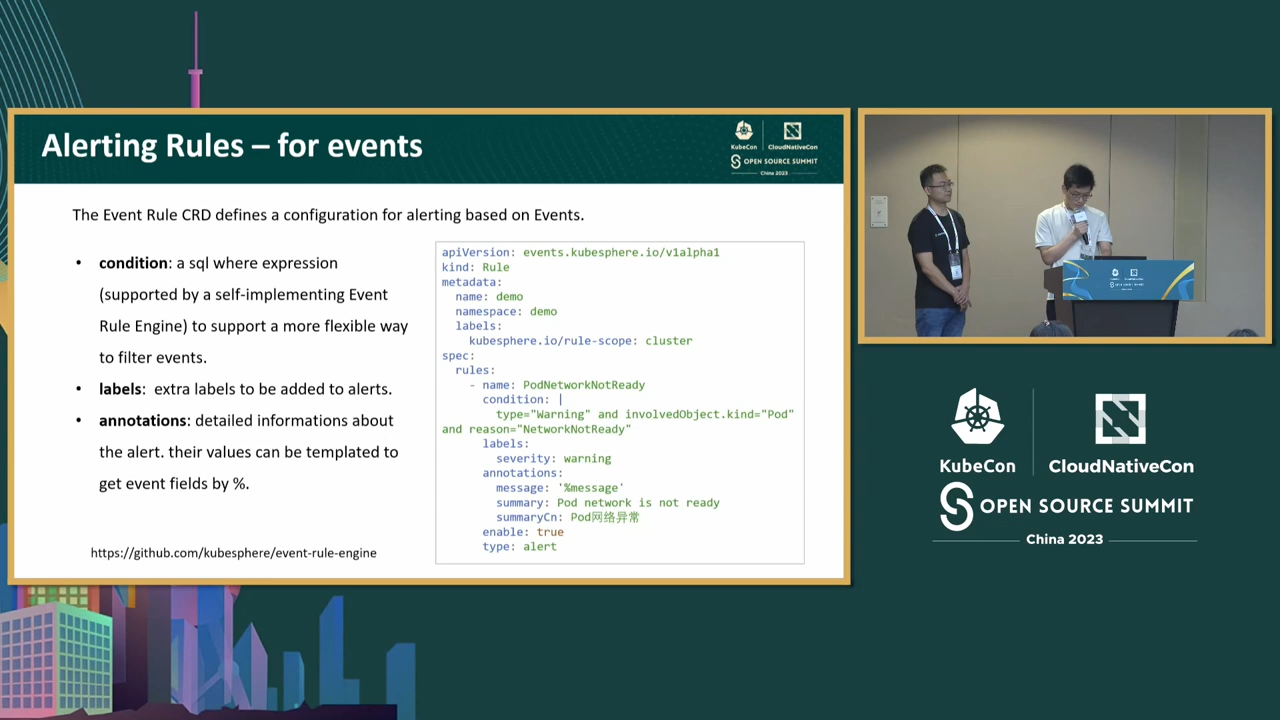 Alerting Rules – for events
KubeCon
CloudNativeCon
OPEN SOURCE SUMMIT
China 2023
The Event Rule CRD defines a configuration for alerting based on Events.
• condition: a sql where expression
(supported by a self-implementing Event
Rule Engine) to support a more flexible way
to filter events.
• labels: extra labels to be added to alerts.
• annotations: detailed informations about
the alert. their values can be templated to
get event fields by %.
https://github.com/kubesphere/event-rule-engine
apiVersion: events.kubesphere.io/v1alpha1
kind: Rule
metadata:
name: demo
namespace: demo
labels:
kubesphere.io/rule-scope: cluster
spec:
rules:
- name: PodNetworkNotReady
condition: |
type="Warning" and involvedObject.kind="Pod"
and reason="NetworkNotReady"
labels:
severity: warning
annotations:
message: '%message'
summary: Pod network is not ready
summaryCn: Pod网络异常
enable: true
type: alert
KubeCon
CloudNativeCon
OPEN SOURCE SUMMIT
China 2023